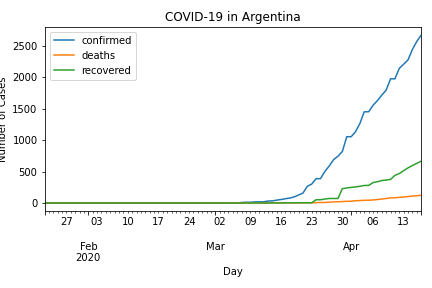 COVID-19 in Argentina
confirmed
deaths
recovered
Number of Cases
2500
2000
1500
1000
500
0
27 03 10 17 24 02 09 16 23 30 06 13
Feb Mar Apr
2020
Day